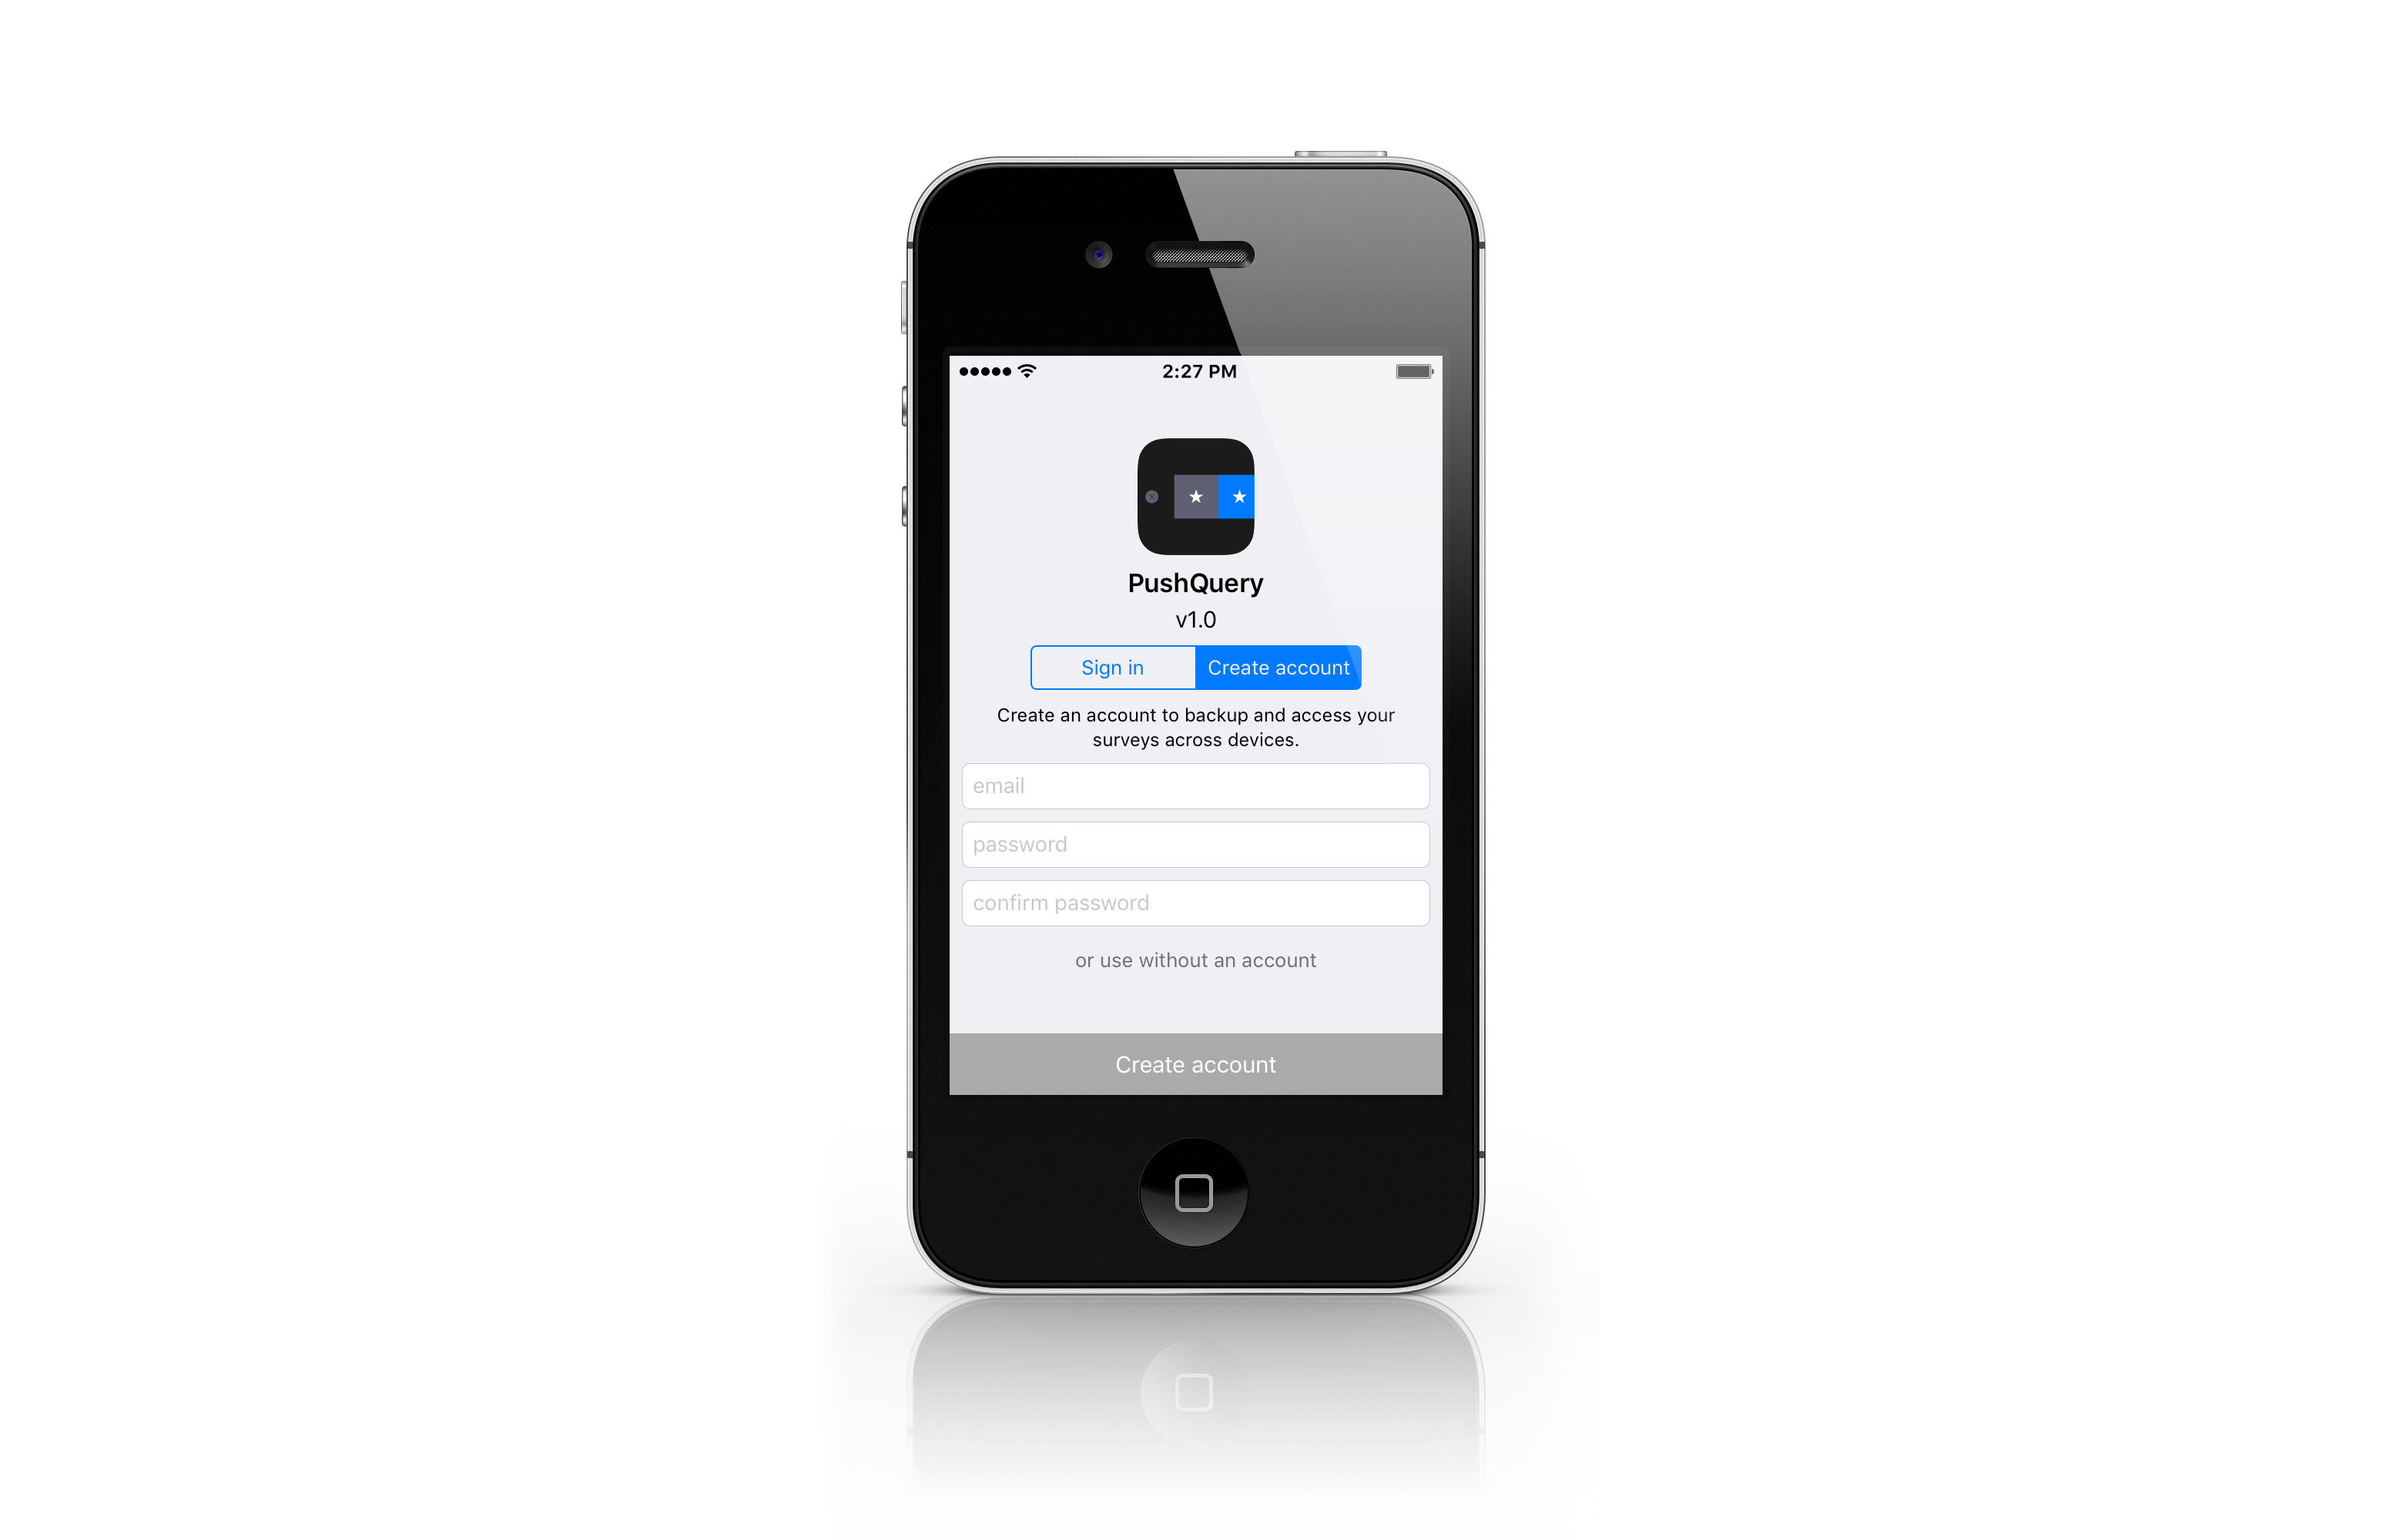 2:27 PM
PushQuery
v1.0
Sign in
Create account
Create an account to backup and access your
surveys across devices.
email
password
confirm password
or use without an account
Create account